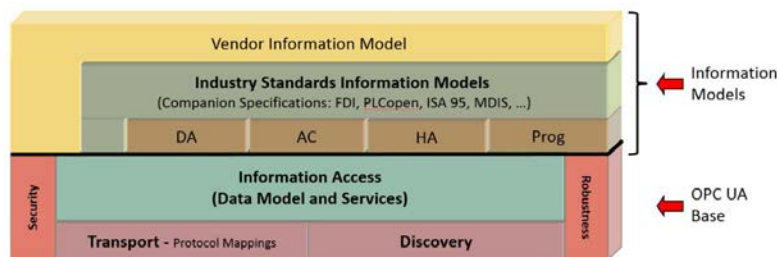 Vendor Information Model
Industry Standards Information Models
(Companion Specifications: FDI, PLCopen, ISA 95, MDIS, ...)
DA AC HA Prog
Information
Models
Security
Information Access
(Data Model and Services)
Robustness
OPC UA
Base
Transport - Protocol Mappings
Discovery